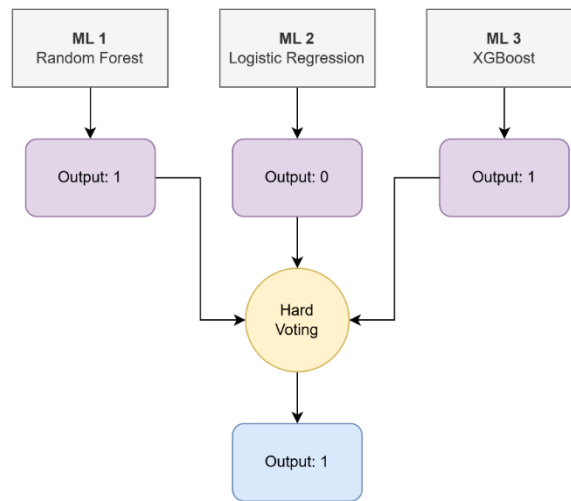 ML 1
Random Forest
ML 2
Logistic Regression
ML 3
XGBoost
Output: 1
Output: 0
Output: 1
Hard
Voting
Output: 1